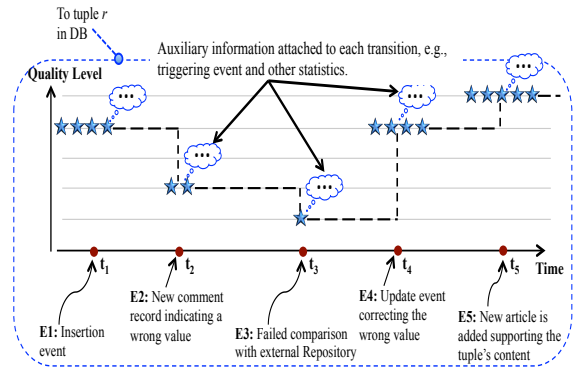 To tuple r
in DB
Auxiliary information attached to each transition, e.g.,
triggering event and other statistics.
Quality Level
...
...
...
...
...
t1
t2
t3
t4
t5
Time
E1: Insertion
event
E2: New comment
record indicating a
wrong value
E3: Failed comparison
with external Repository
E4: Update event
correcting the
wrong value
E5: New article is
added supporting the
tuple's content